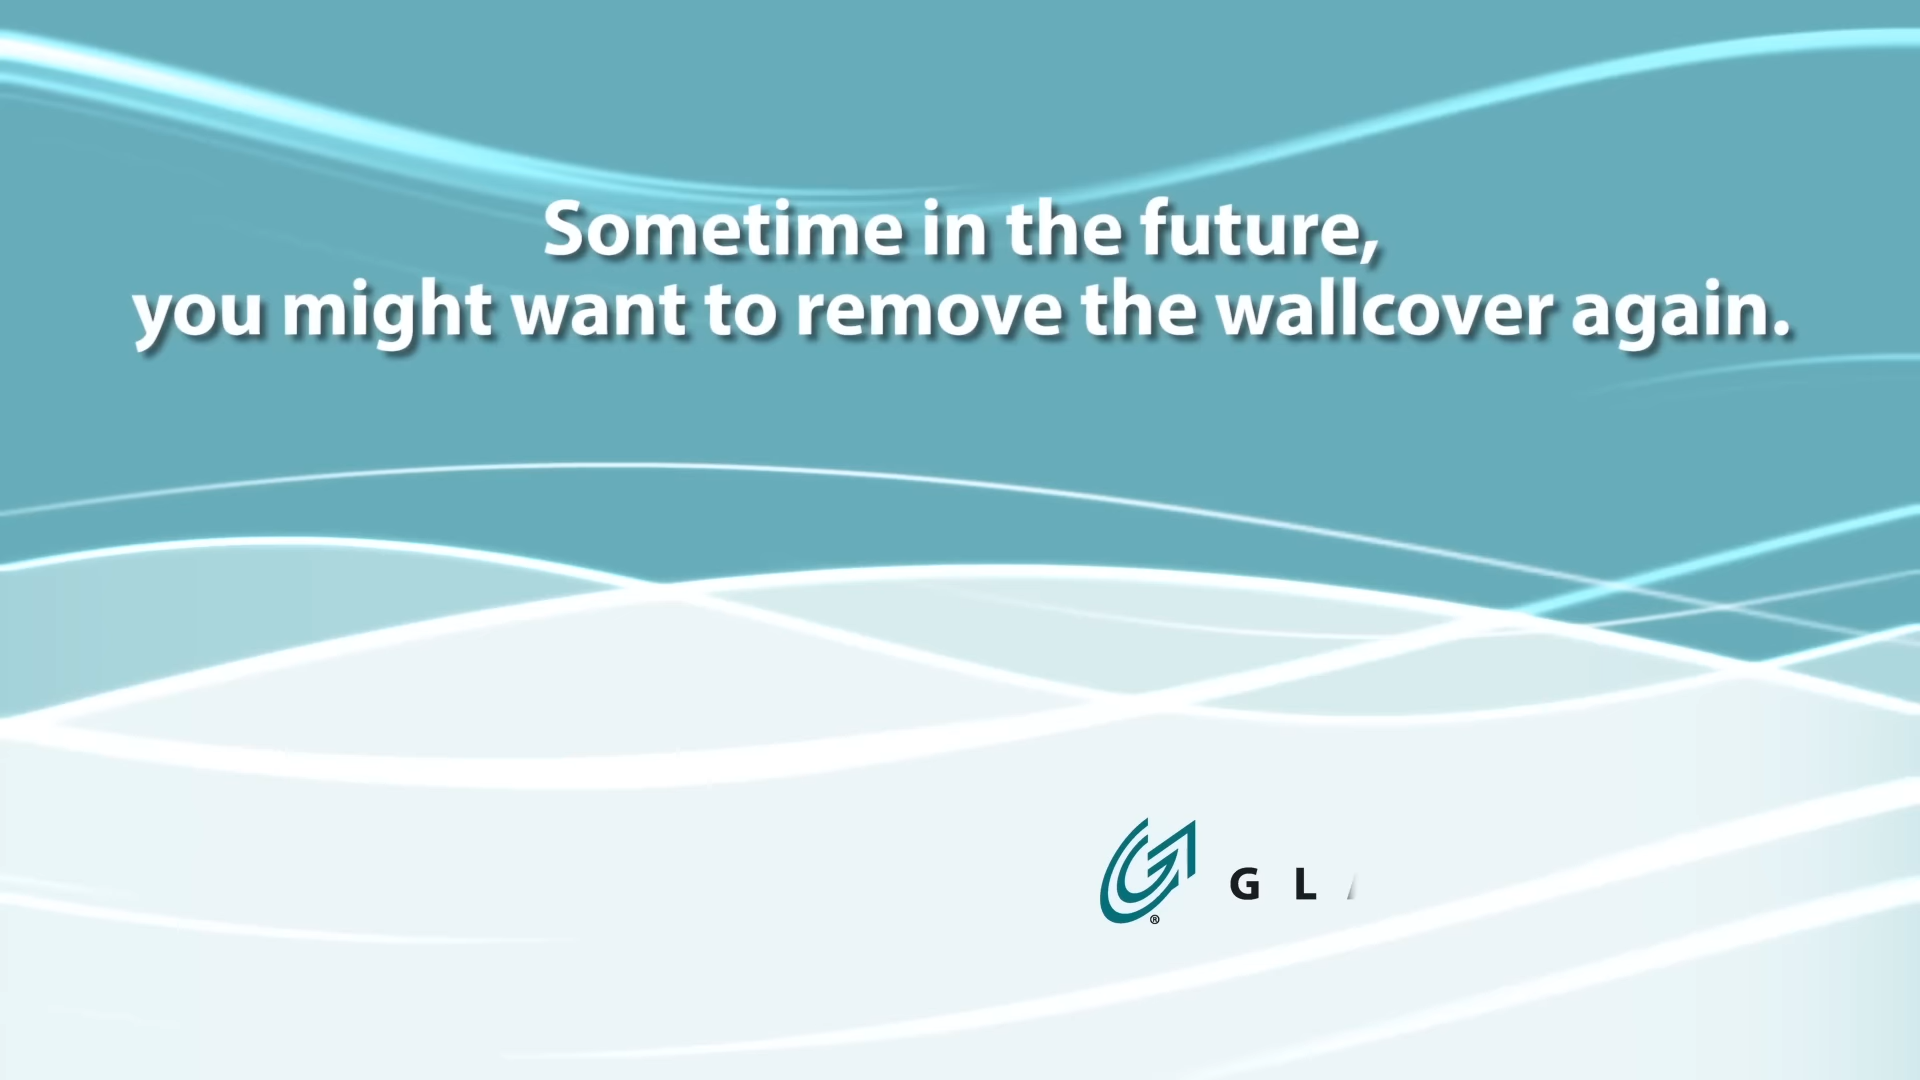 Sometime in the future,
you might want to remove the wallcover again.
G L